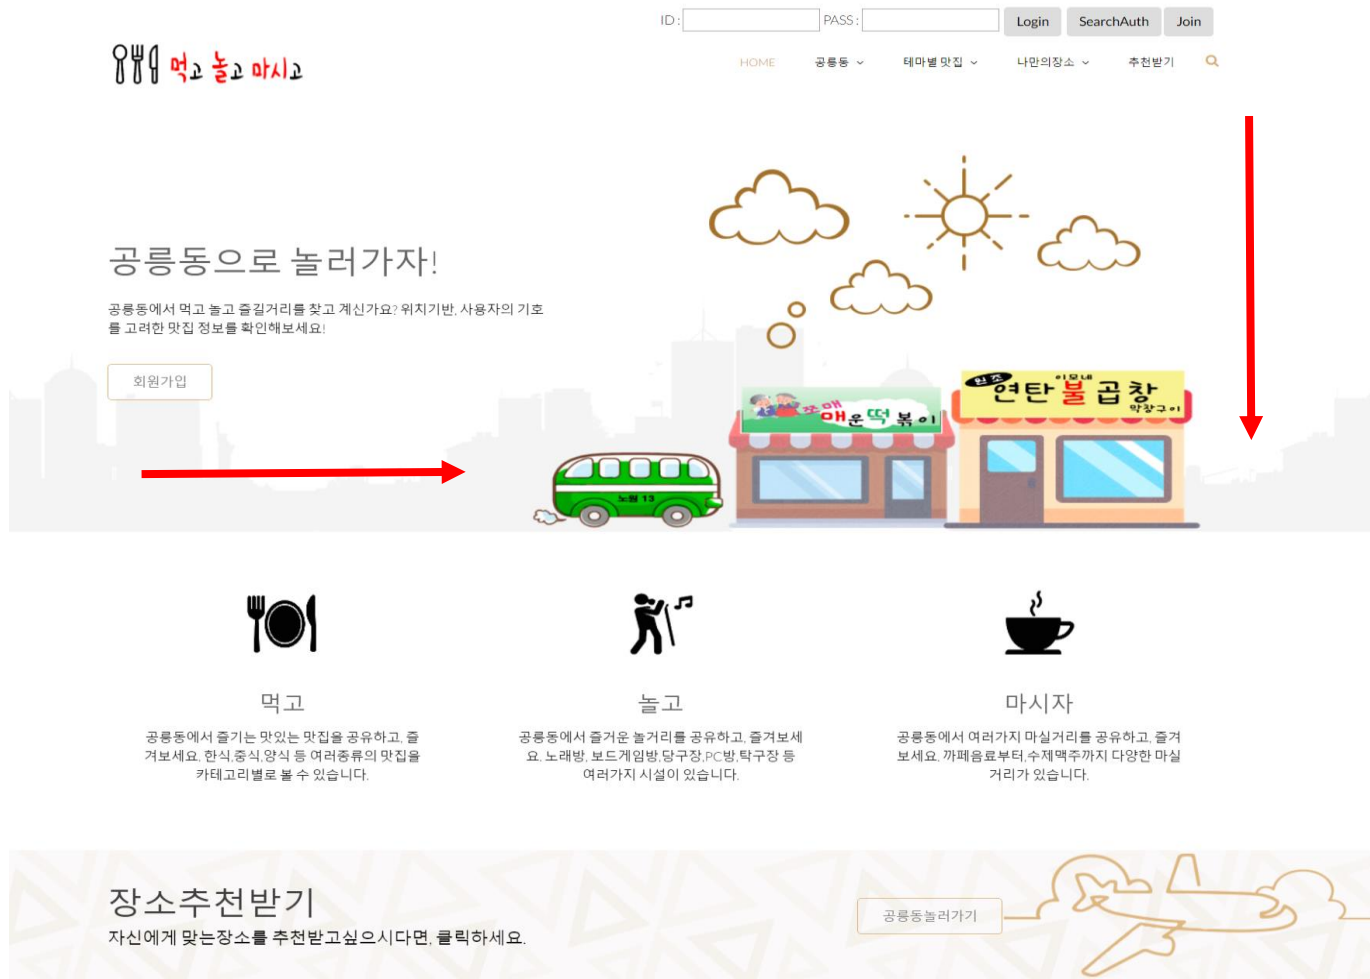 ID : PASS : Login SearchAuth Join
먹고 놀고 마시고
HOME 공릉동 테마별 맛집 나만의장소 추천받기
공릉동으로 놀러가자!
공릉동에서 먹고 놀고 즐길거리를 찾고 계신가요? 위치기반, 사용자의 기호
를 고려한 맛집 정보를 확인해보세요!
회원가입
원조 이모네
연탄불곱창
막창구이
쪼매
매운떡볶이
노원 13
먹고
공릉동에서 즐기는 맛있는 맛집을 공유하고, 즐
겨보세요. 한식,중식,양식 등 여러종류의 맛집을
카테고리별로 볼 수 있습니다.
놀고
공릉동에서 즐거운 놀거리를 공유하고, 즐겨보세
요. 노래방, 보드게임방,당구장,PC방,탁구장 등
여러가지 시설이 있습니다.
마시자
공릉동에서 여러가지 마실거리를 공유하고, 즐겨
보세요. 까페음료부터,수제맥주까지 다양한 마실
거리가 있습니다.
장소추천받기
자신에게 맞는장소를 추천받고싶으시다면, 클릭하세요.
공릉동놀러가기